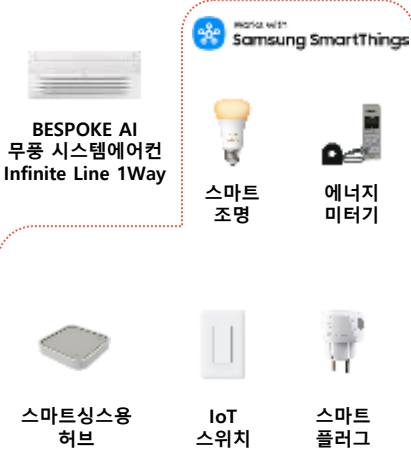 works with
Samsung SmartThings
BESPOKE AI
무풍 시스템에어컨
Infinite Line 1Way
스마트
조명
에너지
미터기
스마트싱스용
허브
IoT
스위치
스마트
플러그